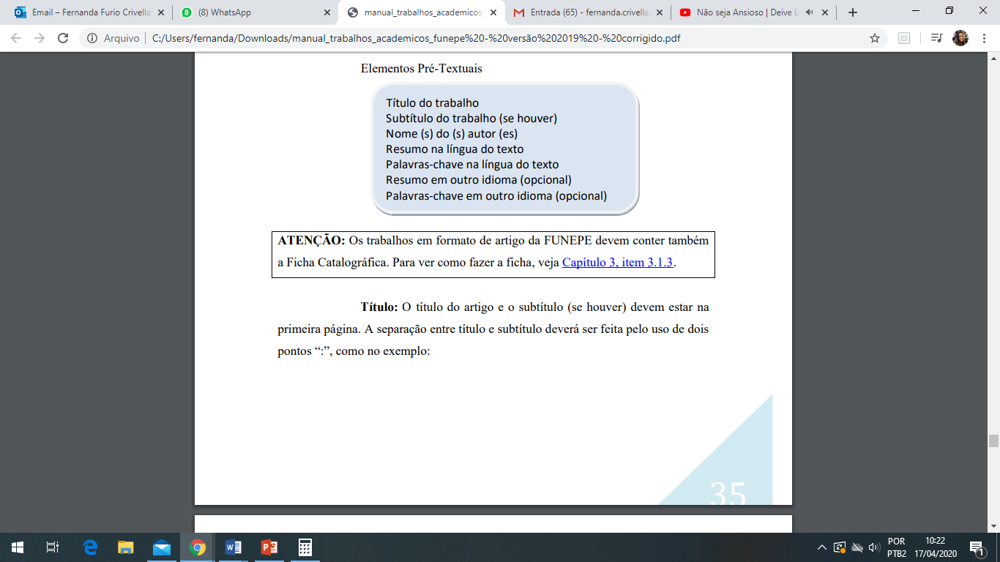 Email – Fernanda Furio Crivella
(8) WhatsApp
manual_trabalhos_academicos_
Entrada (65) - fernanda.crivella
Não seja Ansioso | Deive L
Arquivo
C:/Users/fernanda/Downloads/manual_trabalhos_academicos_funepe%20-%20versão%202019%20-%20corrigido.pdf
Elementos Pré-Textuais
Título do trabalho
Subtítulo do trabalho (se houver)
Nome (s) do (s) autor (es)
Resumo na língua do texto
Palavras-chave na língua do texto
Resumo em outro idioma (opcional)
Palavras-chave em outro idioma (opcional)
ATENÇÃO: Os trabalhos em formato de artigo da FUNEPE devem conter também
a Ficha Catalográfica. Para ver como fazer a ficha, veja Capítulo 3, item 3.1.3.
Título: O título do artigo e o subtítulo (se houver) devem estar na
primeira página. A separação entre título e subtítulo deverá ser feita pelo uso de dois
pontos “:”, como no exemplo:
35
POR
PTB2
10:22
17/04/2020
1